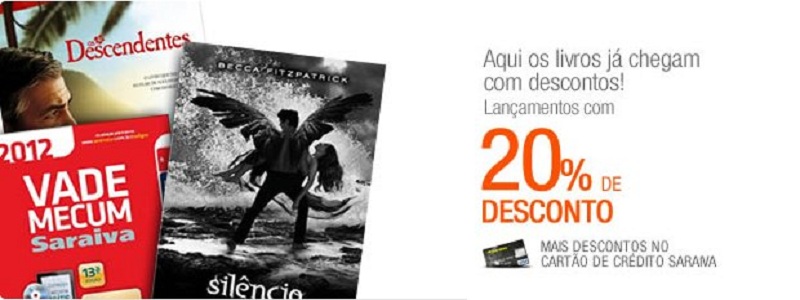 os
Descendentes
2012
VADE
MECUM
Saraiva
13ª
BECCA FITZPATRICK
silêncio
Aqui os livros já chegam
com descontos!
Lançamentos com
20% DE
DESCONTO
MAIS DESCONTOS NO
CARTÃO DE CRÉDITO SARAIVA